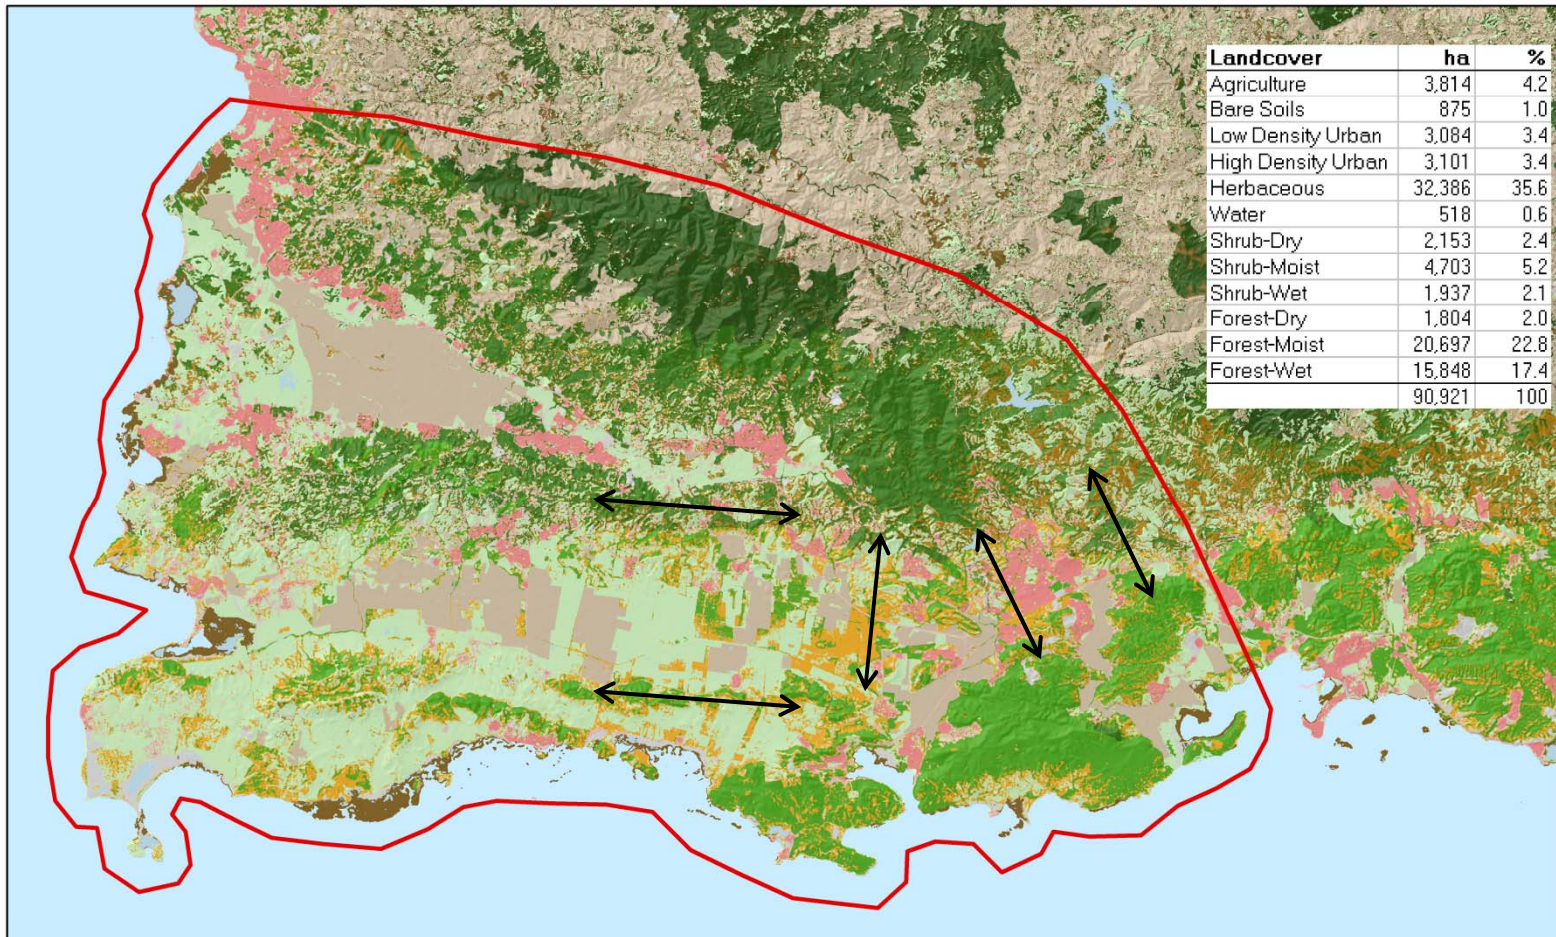 Landcover ha %
Agriculture 3,814 4.2
Bare Soils 875 1.0
Low Density Urban 3,084 3.4
High Density Urban 3,101 3.4
Herbaceous 32,386 35.6
Water 518 0.6
Shrub-Dry 2,153 2.4
Shrub-Moist 4,703 5.2
Shrub-Wet 1,937 2.1
Forest-Dry 1,804 2.0
Forest-Moist 20,697 22.8
Forest-Wet 15,848 17.4
90,921 100